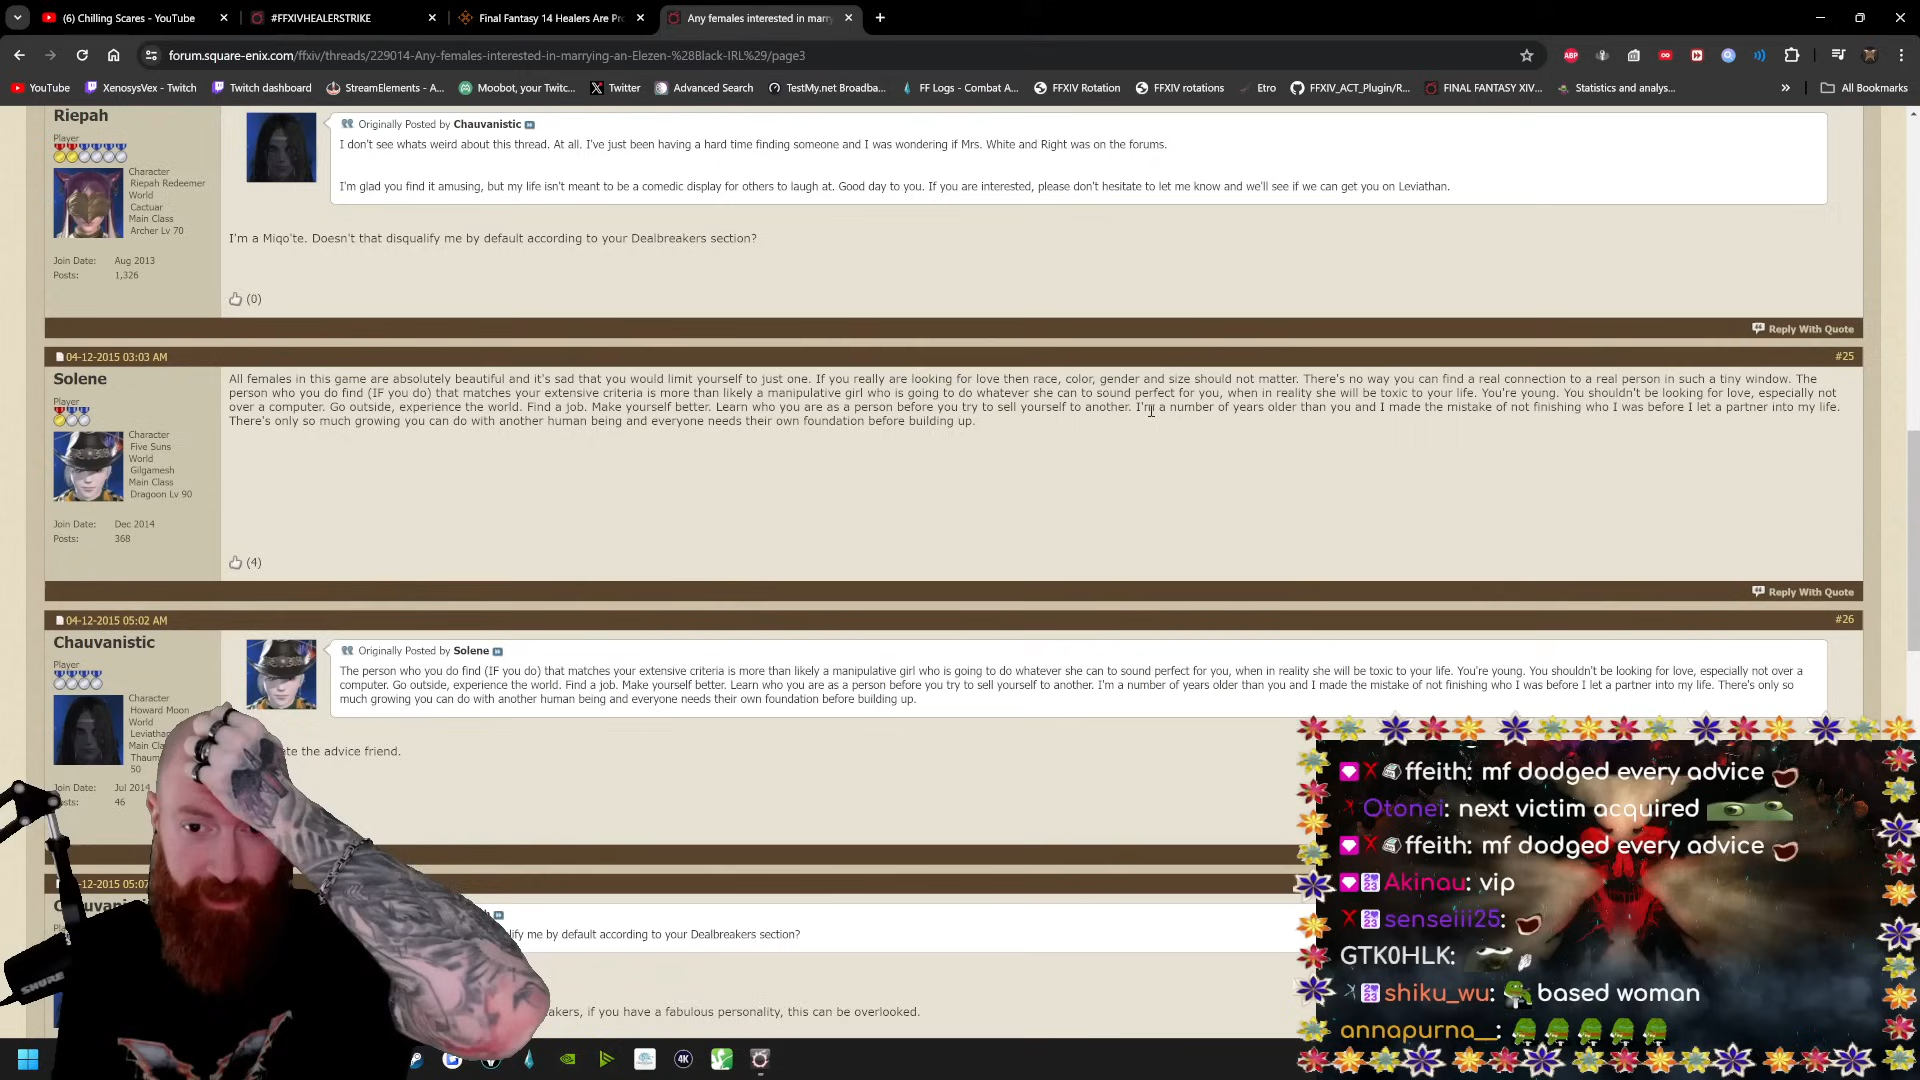 (6) Chilling Scares - YouTube
#FFXIVHEALERSTRIKE
Final Fantasy 14 Healers Are Pr
Any females interested in marry
forum.square-enix.com/ffxiv/threads/229014-Any-females-interested-in-marrying-an-Elezen-%28Black-IRL%29/page3
YouTube
XenosysVex - Twitch
Twitch dashboard
StreamElements - A...
Moobot, your Twitc...
Twitter
Advanced Search
TestMy.net Broadba...
FF Logs - Combat A...
FFXIV Rotation
FFXIV rotations
Etro
FFXIV_ACT_Plugin/R...
FINAL FANTASY XIV...
Statistics and analys...
All Bookmarks
Riepah
Player
Character
Riepah Redeemer
World
Cactuar
Main Class
Archer Lv 70
Join Date: Aug 2013
Posts: 1,326
Originally Posted by Chauvanistic
I don't see whats weird about this thread. At all. I've just been having a hard time finding someone and I was wondering if Mrs. White and Right was on the forums.
I'm glad you find it amusing, but my life isn't meant to be a comedic display for others to laugh at. Good day to you. If you are interested, please don't hesitate to let me know and we'll see if we can get you on Leviathan.
I'm a Miqo'te. Doesn't that disqualify me by default according to your Dealbreakers section?
(0)
Reply With Quote
04-12-2015 03:03 AM
#25
Solene
Player
Character
Five Suns
World
Gilgamesh
Main Class
Dragoon Lv 90
Join Date: Dec 2014
Posts: 368
All females in this game are absolutely beautiful and it's sad that you would limit yourself to just one. If you really are looking for love then race, color, gender and size should not matter. There's no way you can find a real connection to a real person in such a tiny window. The
person who you do find (IF you do) that matches your extensive criteria is more than likely a manipulative girl who is going to do whatever she can to sound perfect for you, when in reality she will be toxic to your life. You're young. You shouldn't be looking for love, especially not
over a computer. Go outside, experience the world. Find a job. Make yourself better. Learn who you are as a person before you try to sell yourself to another. I'm a number of years older than you and I made the mistake of not finishing who I was before I let a partner into my life.
There's only so much growing you can do with another human being and everyone needs their own foundation before building up.
(4)
Reply With Quote
04-12-2015 05:02 AM
#26
Chauvanistic
Player
Character
Howard Moon
World
Leviathan
Main Clas
Thaum
50
Join Date: Jul 2014
osts: 46
Originally Posted by Solene
The person who you do find (IF you do) that matches your extensive criteria is more than likely a manipulative girl who is going to do whatever she can to sound perfect for you, when in reality she will be toxic to your life. You're young. You shouldn't be looking for love, especially not over a
computer. Go outside, experience the world. Find a job. Make yourself better. Learn who you are as a person before you try to sell yourself to another. I'm a number of years older than you and I made the mistake of not finishing who I was before I let a partner into my life. There's only so
much growing you can do with another human being and everyone needs their own foundation before building up.
te the advice friend.
-12-2015 05:07
lify me by default according to your Dealbreakers section?
akers, if you have a fabulous personality, this can be overlooked.
SHURE
4K
ffeith: mf dodged every advice
Otonei: next victim acquired
ffeith: mf dodged every advice
Akinau: vip
senseiii25:
GTK0HLK:
shiku_wu: based woman
annapurna__: